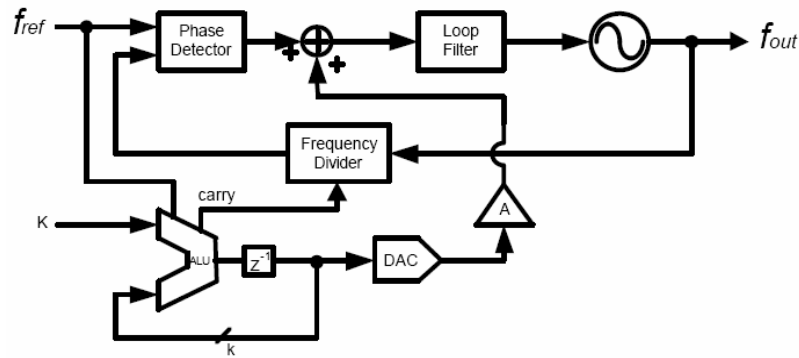 fref
Phase
Detector
Loop
Filter
fout
Frequency
Divider
carry
A
K
ALU
z-1
DAC
k